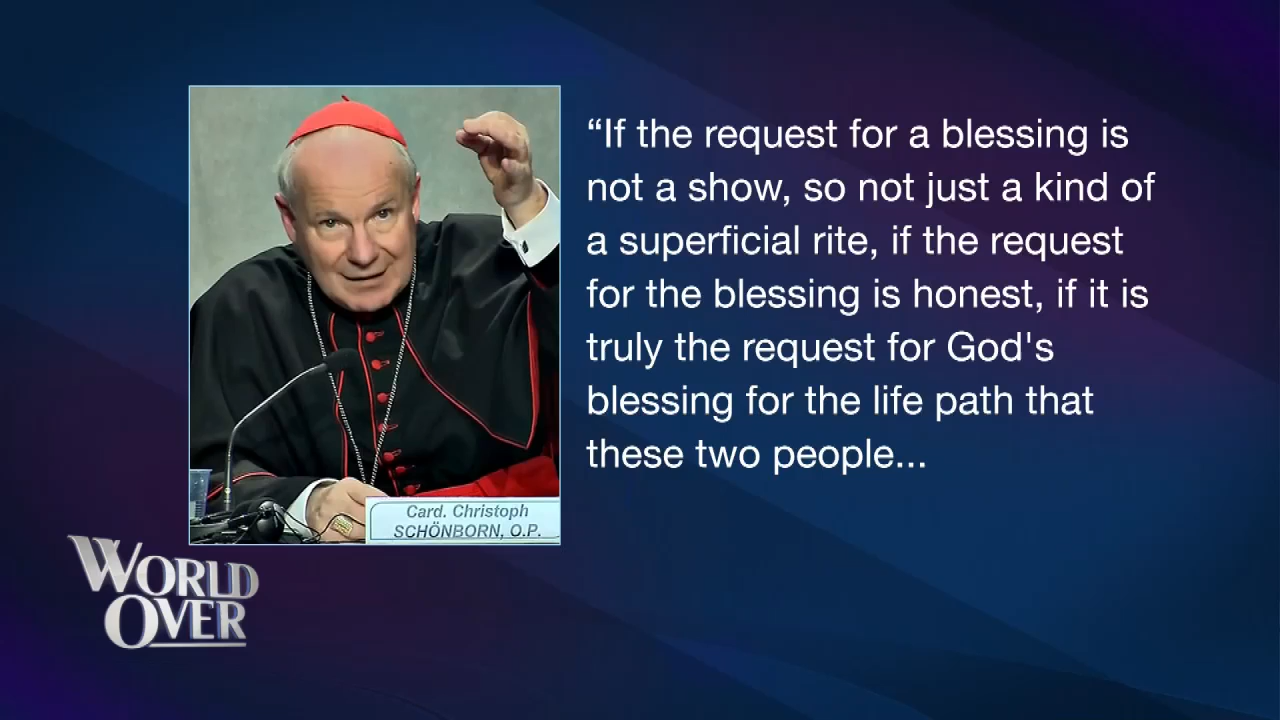 “If the request for a blessing is
not a show, so not just a kind of
a superficial rite, if the request
for the blessing is honest, if it is
truly the request for God's
blessing for the life path that
these two people...
Card. Christoph
SCHÖNBORN, O.P.
WORLD
OVER